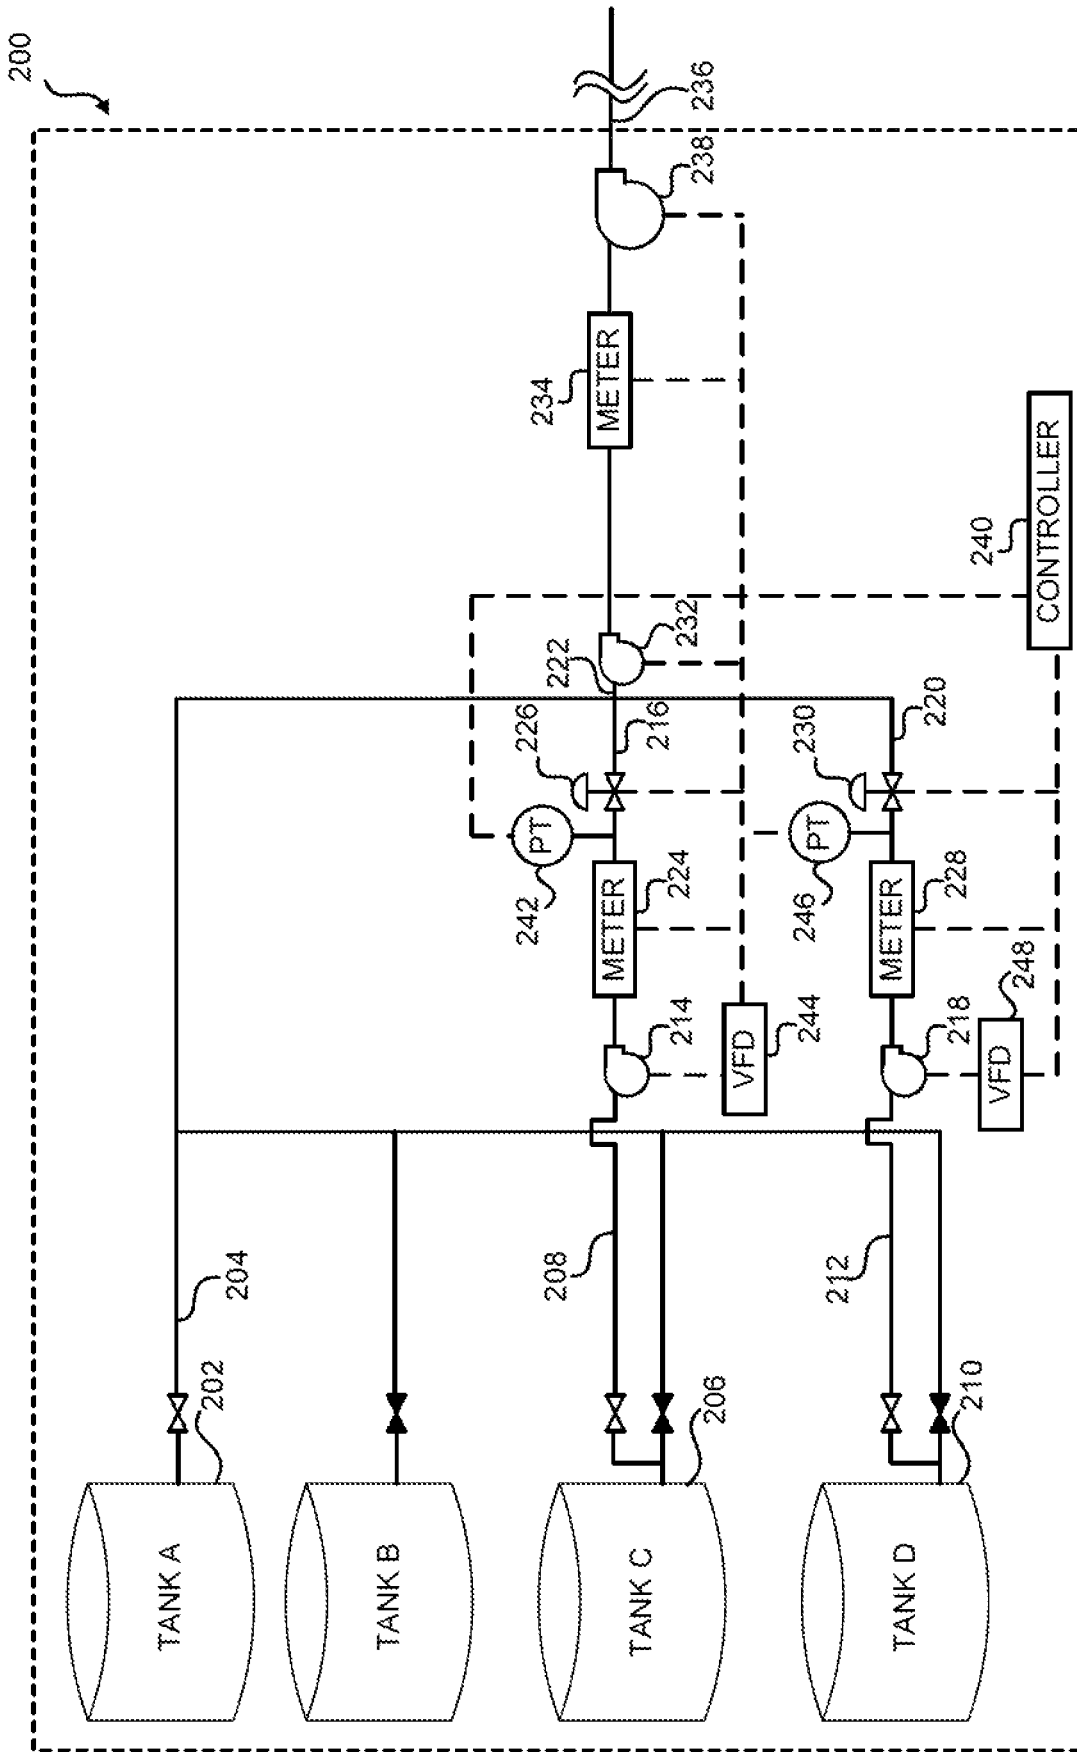 200
TANK A
202
204
TANK B
TANK C
206
208
214
METER
224
PT
242
226
216
222
232
METER
234
238
236
VFD
244
TANK D
210
212
218
METER
228
PT
246
230
220
VFD
248
CONTROLLER
240